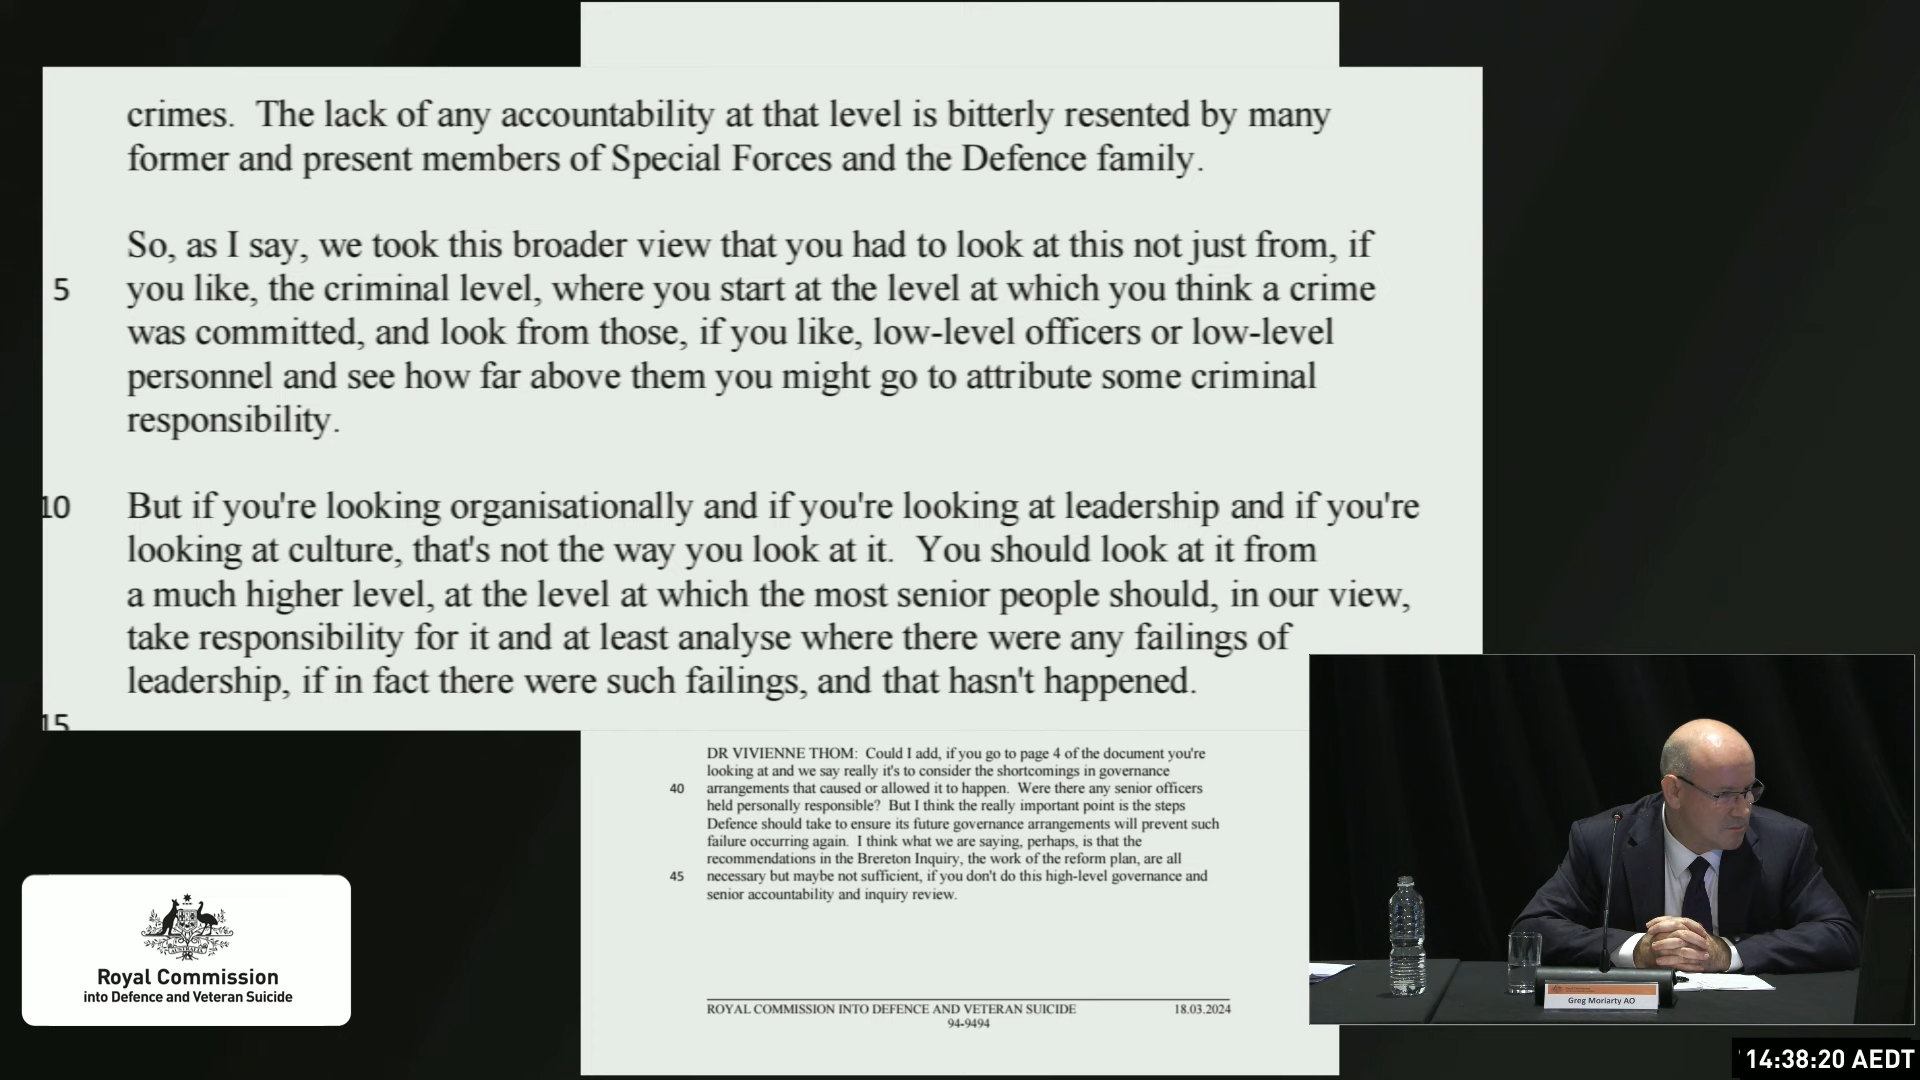 crimes.  The lack of any accountability at that level is bitterly resented by many
former and present members of Special Forces and the Defence family.
So, as I say, we took this broader view that you had to look at this not just from, if
5 you like, the criminal level, where you start at the level at which you think a crime
was committed, and look from those, if you like, low-level officers or low-level
personnel and see how far above them you might go to attribute some criminal
responsibility.
10 But if you're looking organisationally and if you're looking at leadership and if you're
looking at culture, that's not the way you look at it.  You should look at it from
a much higher level, at the level at which the most senior people should, in our view,
take responsibility for it and at least analyse where there were any failings of
leadership, if in fact there were such failings, and that hasn't happened.
15
DR VIVIENNE THOM:  Could I add, if you go to page 4 of the document you're
looking at and we say really it's to consider the shortcomings in governance
40 arrangements that caused or allowed it to happen.  Were there any senior officers
held personally responsible?  But I think the really important point is the steps
Defence should take to ensure its future governance arrangements will prevent such
failure occurring again.  I think what we are saying, perhaps, is that the
recommendations in the Brereton Inquiry, the work of the reform plan, are all
45 necessary but maybe not sufficient, if you don't do this high-level governance and
senior accountability and inquiry review.
ROYAL COMMISSION INTO DEFENCE AND VETERAN SUICIDE 18.03.2024
94-9494
AUSTRALIA
Royal Commission
into Defence and Veteran Suicide
Greg Moriarty AO
14:38:20 AEDT